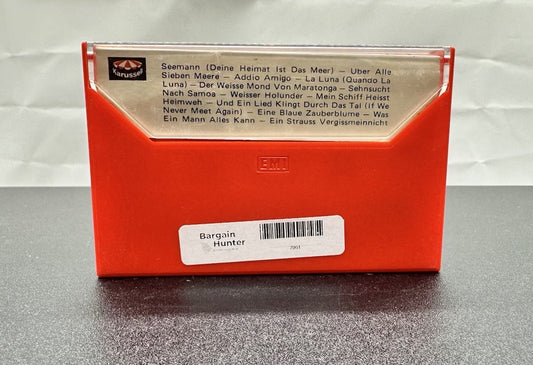 Karussell
Seemann (Deine Heimat Ist Das Meer) — Uber Alle
Sieben Meere — Addio Amigo — La Luna (Quando La
Luna) — Der Weisse Mond Von Maratonga — Sehnsucht
Nach Samoa — Weisser Holunder — Mein Schiff Heisst
Heimweh — Und Ein Lied Klingt Durch Das Tal (If We
Never Meet Again) — Eine Blaue Zauberblume — Was
Ein Mann Alles Kann — Ein Strauss Vergissmeinnicht
EMI
Bargain
Hunter
7961